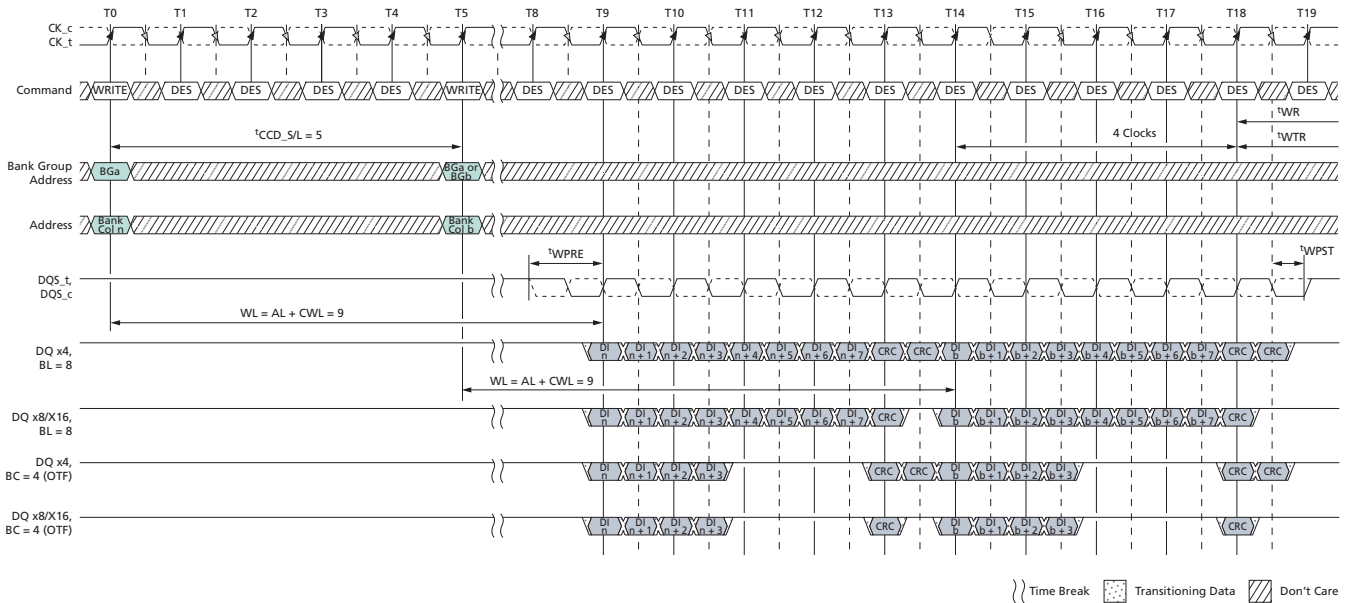 T0 T1 T2 T3 T4 T5 T8 T9 T10 T11 T12 T13 T14 T15 T16 T17 T18 T19
CK_c
CK_t
Command WRITE DES DES DES DES WRITE DES DES DES DES DES DES DES DES DES DES DES DES
tWR
tCCD_S/L = 5
4 Clocks
tWTR
Bank Group
Address
BGa
BGa or
BGb
Address
Bank
Col n
Bank
Col b
tWPRE
tWPST
DQS_t,
DQS_c
WL = AL + CWL = 9
DQ x4,
BL = 8
DI
n
DI
n + 1
DI
n + 2
DI
n + 3
DI
n + 4
DI
n + 5
DI
n + 6
DI
n + 7
CRC
CRC
DI
b
DI
b + 1
DI
b + 2
DI
b + 3
DI
b + 4
DI
b + 5
DI
b + 6
DI
b + 7
CRC
CRC
WL = AL + CWL = 9
DQ x8/X16,
BL = 8
DI
n
DI
n + 1
DI
n + 2
DI
n + 3
DI
n + 4
DI
n + 5
DI
n + 6
DI
n + 7
CRC
DI
b
DI
b + 1
DI
b + 2
DI
b + 3
DI
b + 4
DI
b + 5
DI
b + 6
DI
b + 7
CRC
DQ x4,
BC = 4 (OTF)
DI
n
DI
n + 1
DI
n + 2
DI
n + 3
CRC
CRC
DI
b
DI
b + 1
DI
b + 2
DI
b + 3
CRC
CRC
DQ x8/X16,
BC = 4 (OTF)
DI
n
DI
n + 1
DI
n + 2
DI
n + 3
CRC
DI
b
DI
b + 1
DI
b + 2
DI
b + 3
CRC
Time Break Transitioning Data Don't Care